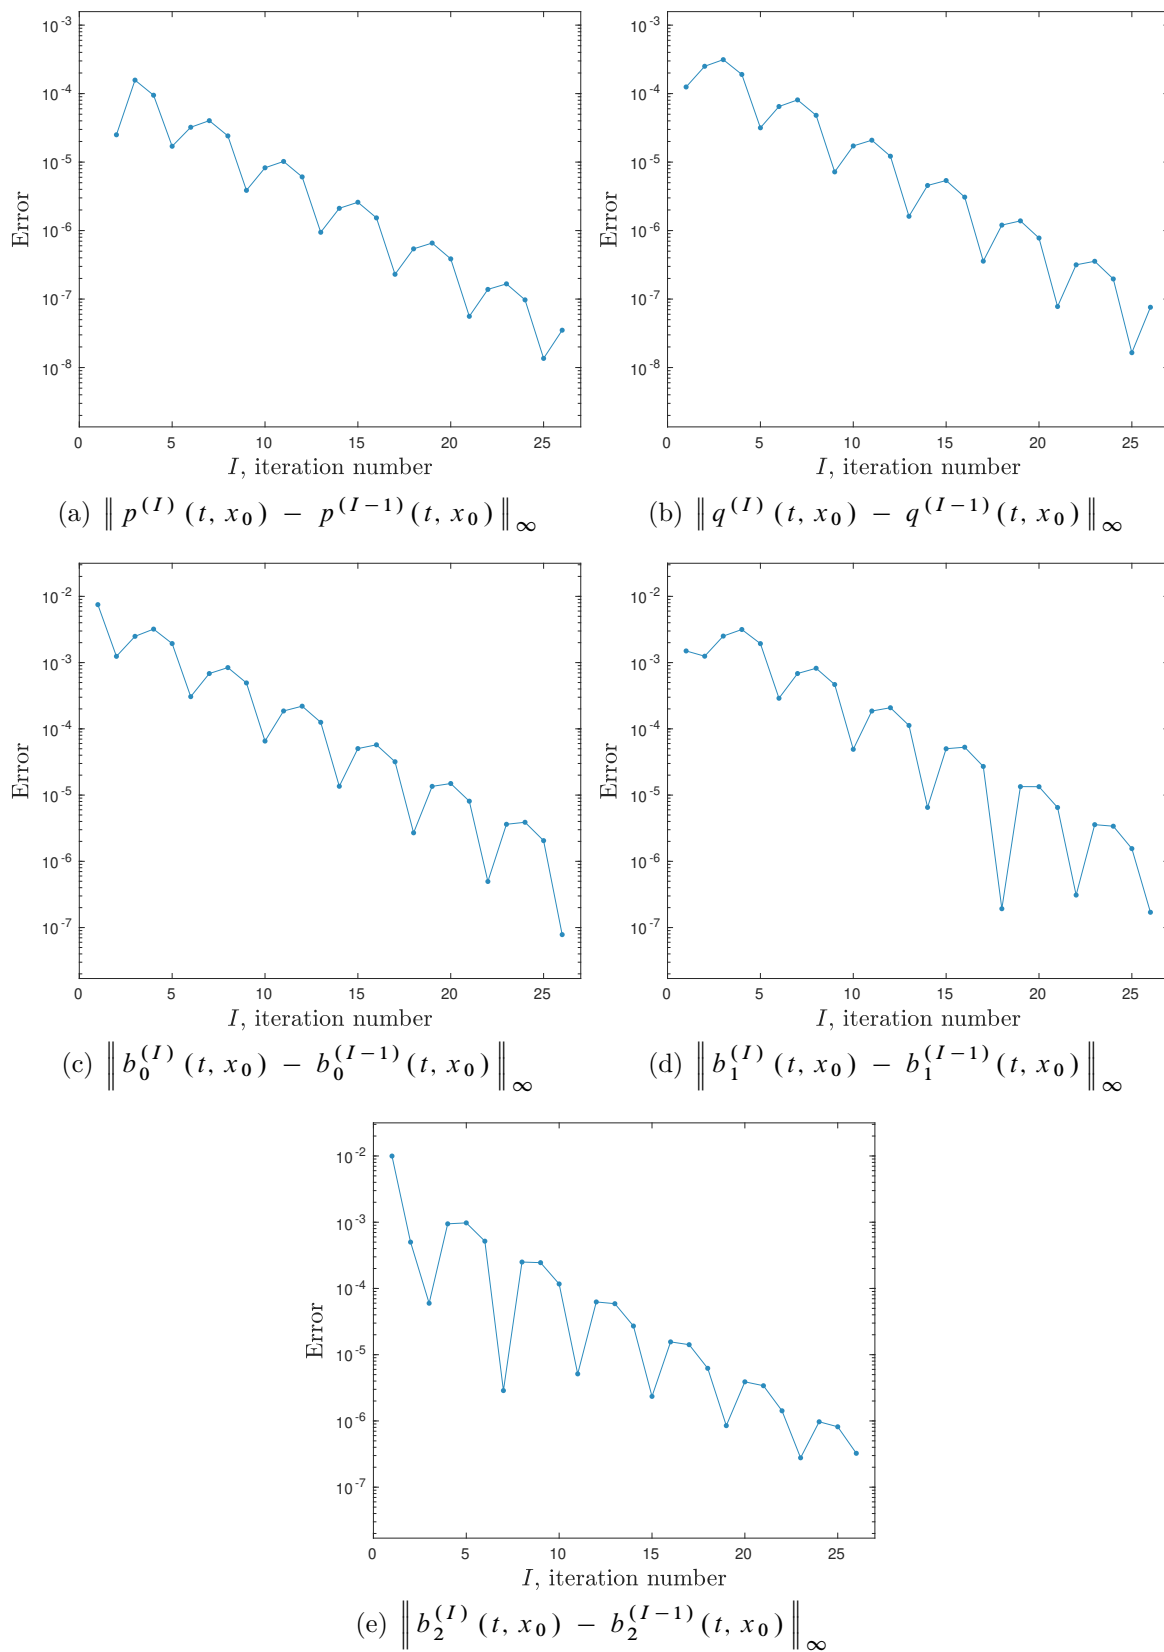 10^-3
10^-4
10^-5
10^-6
10^-7
10^-8
Error
0 5 10 15 20 25
I, iteration number
(a) ‖ p^(I) (t, x_0) − p^(I−1) (t, x_0) ‖_∞
10^-3
10^-4
10^-5
10^-6
10^-7
10^-8
Error
0 5 10 15 20 25
I, iteration number
(b) ‖ q^(I) (t, x_0) − q^(I−1) (t, x_0) ‖_∞
10^-2
10^-3
10^-4
10^-5
10^-6
10^-7
Error
0 5 10 15 20 25
I, iteration number
(c) ‖ b_0^(I) (t, x_0) − b_0^(I−1) (t, x_0) ‖_∞
10^-2
10^-3
10^-4
10^-5
10^-6
10^-7
Error
0 5 10 15 20 25
I, iteration number
(d) ‖ b_1^(I) (t, x_0) − b_1^(I−1) (t, x_0) ‖_∞
10^-2
10^-3
10^-4
10^-5
10^-6
10^-7
Error
0 5 10 15 20 25
I, iteration number
(e) ‖ b_2^(I) (t, x_0) − b_2^(I−1) (t, x_0) ‖_∞